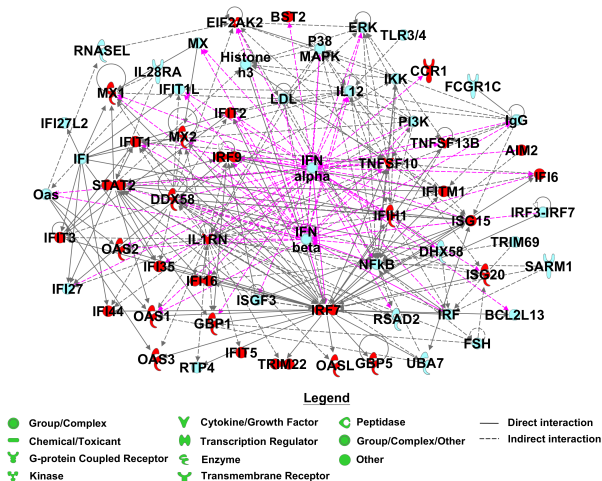 BST2
EIF2AK2
P38
MAPK
ERK
TLR3/4
RNASEL
MX
Histone
h3
IL28RA
CCR1
IKK
FCGR1C
MX1
IFIT1L
LDL
IL12
IFI27L2
IFIT2
PI3K
IgG
IFIT1
MX2
TNFSF13B
AIM2
IFI
IRF9
IFN
alpha
TNFSF10
IFI6
STAT2
Oas
DDX58
IFITM1
IFIH1
ISG15
IRF3-IRF7
IFIT3
OAS2
IL1RN
IFN
beta
DHX58
TRIM69
IFI35
NFkB
ISG20
SARM1
IFI27
IFI16
ISGF3
IFI44
OAS1
GBP1
IRF7
RSAD2
IRF
BCL2L13
FSH
OAS3
RTP4
IFIT5
TRIM22
OASL
GBP5
UBA7
Legend
Group/Complex
Chemical/Toxicant
G-protein Coupled Receptor
Kinase
Cytokine/Growth Factor
Transcription Regulator
Enzyme
Transmembrane Receptor
Peptidase
Group/Complex/Other
Other
Direct interaction
Indirect interaction